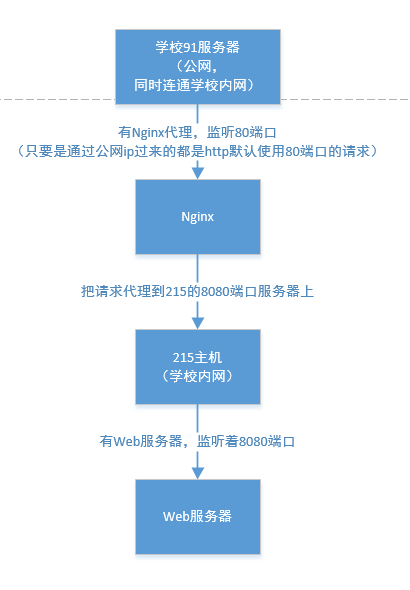 学校91服务器
（公网，
同时连通学校内网）
有Nginx代理，监听80端口
（只要是通过公网ip过来的都是http默认使用80端口的请求）
Nginx
把请求代理到215的8080端口服务器上
215主机
（学校内网）
有Web服务器，监听着8080端口
Web服务器